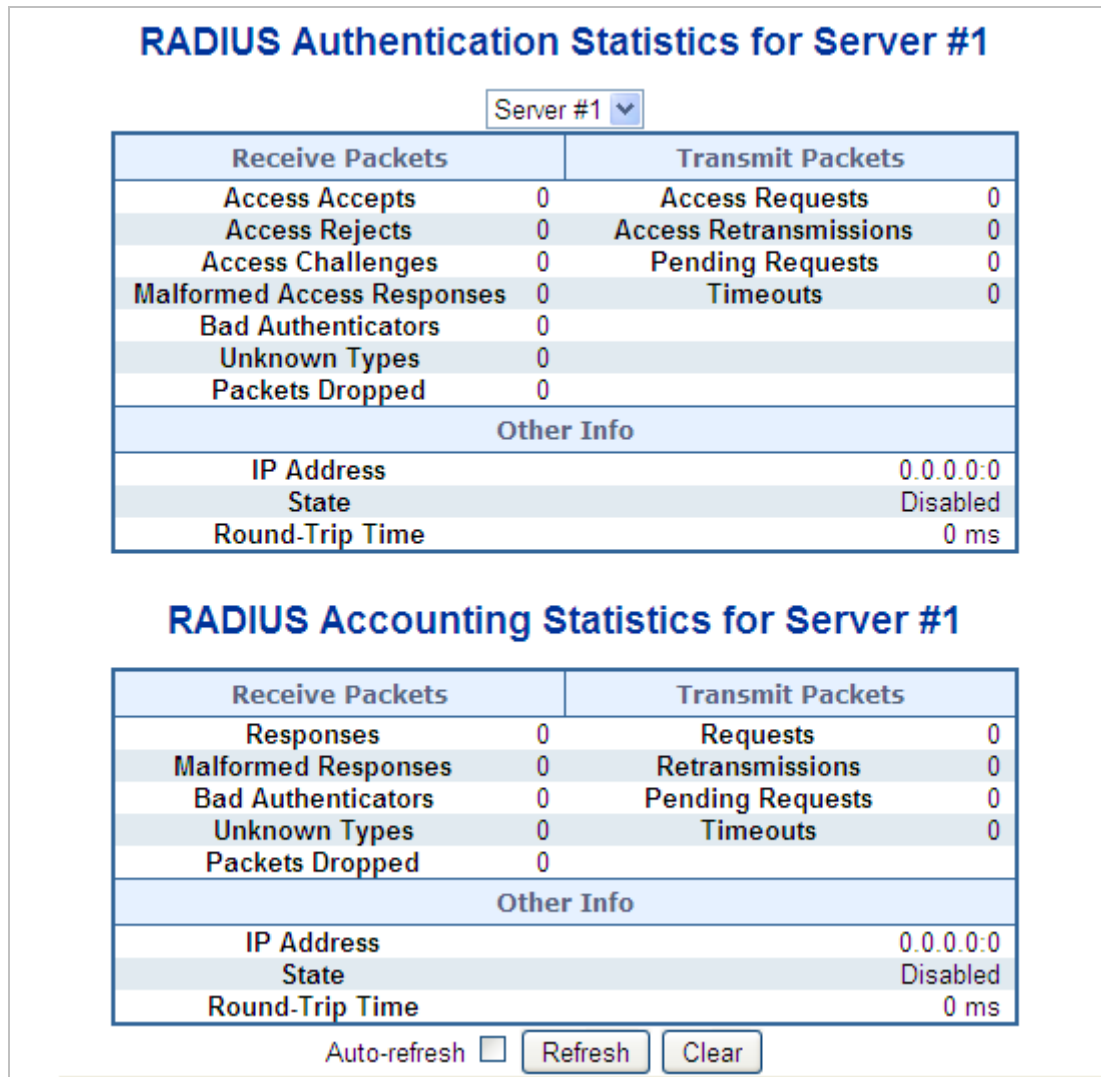 RADIUS Authentication Statistics for Server #1
Server #1
Receive Packets Transmit Packets
Access Accepts 0 Access Requests 0
Access Rejects 0 Access Retransmissions 0
Access Challenges 0 Pending Requests 0
Malformed Access Responses 0 Timeouts 0
Bad Authenticators 0
Unknown Types 0
Packets Dropped 0
Other Info
IP Address 0.0.0.0:0
State Disabled
Round-Trip Time 0 ms
RADIUS Accounting Statistics for Server #1
Receive Packets Transmit Packets
Responses 0 Requests 0
Malformed Responses 0 Retransmissions 0
Bad Authenticators 0 Pending Requests 0
Unknown Types 0 Timeouts 0
Packets Dropped 0
Other Info
IP Address 0.0.0.0:0
State Disabled
Round-Trip Time 0 ms
Auto-refresh Refresh Clear